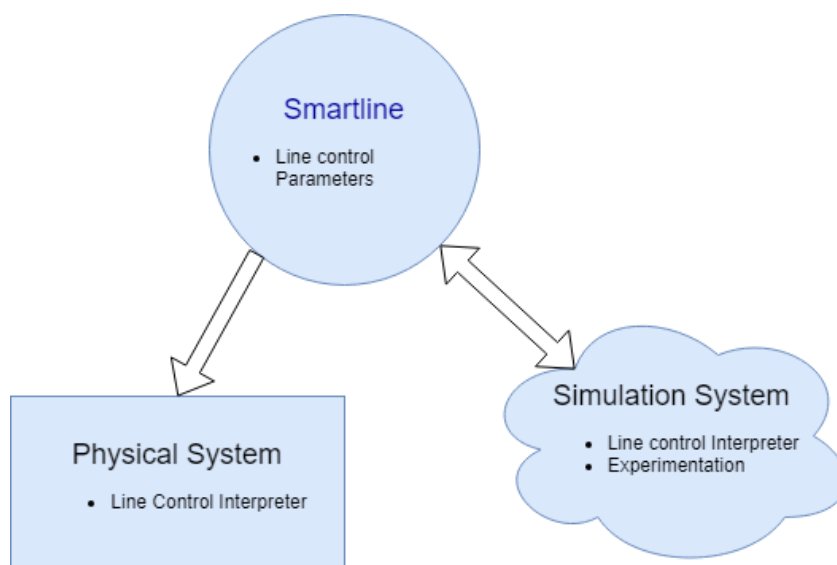 Smartline
• Line control
Parameters
Physical System
• Line Control Interpreter
Simulation System
• Line control Interpreter
• Experimentation